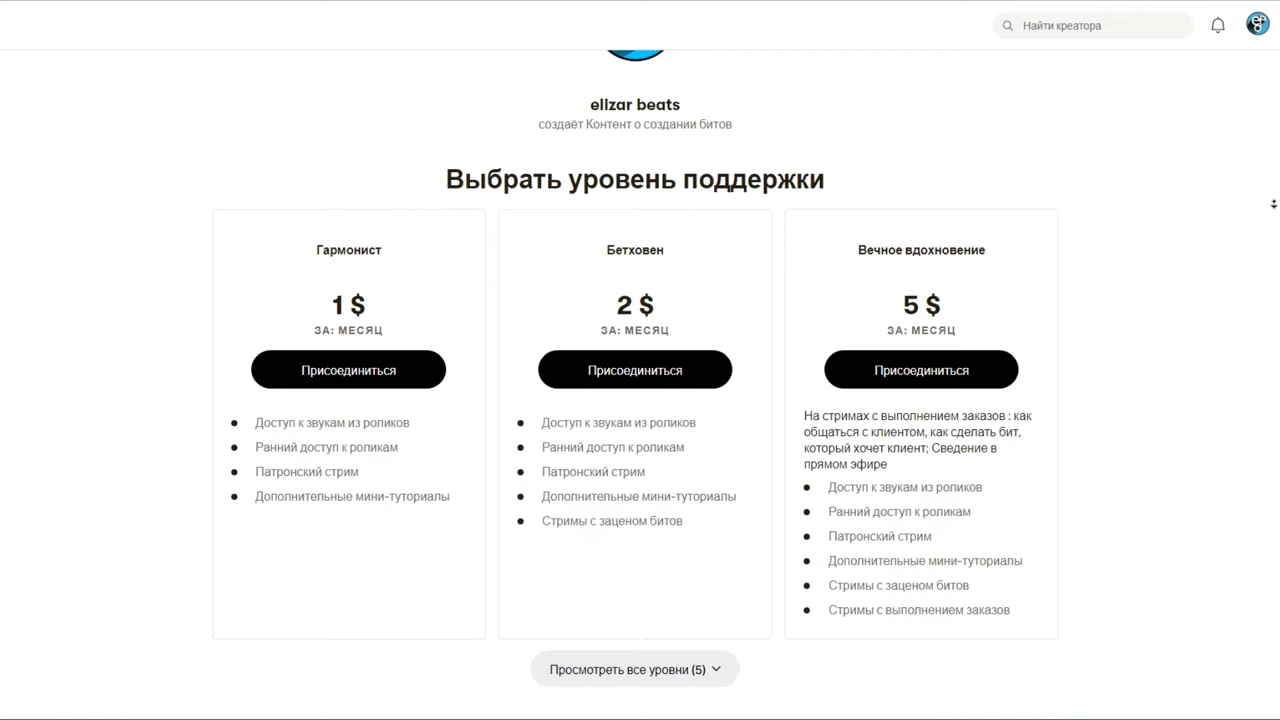 Найти креатора
elizar beats
создаёт Контент о создании битов
Выбрать уровень поддержки
Гармонист
1 $
ЗА: МЕСЯЦ
Присоединиться
Доступ к звукам из роликов
Ранний доступ к роликам
Патронский стрим
Дополнительные мини-туториалы
Бетховен
2 $
ЗА: МЕСЯЦ
Присоединиться
Доступ к звукам из роликов
Ранний доступ к роликам
Патронский стрим
Дополнительные мини-туториалы
Стримы с заценом битов
Вечное вдохновение
5 $
ЗА: МЕСЯЦ
Присоединиться
На стримах с выполнением заказов : как
общаться с клиентом, как сделать бит,
который хочет клиент; Сведение в
прямом эфире
Доступ к звукам из роликов
Ранний доступ к роликам
Патронский стрим
Дополнительные мини-туториалы
Стримы с заценом битов
Стримы с выполнением заказов
Просмотреть все уровни (5)